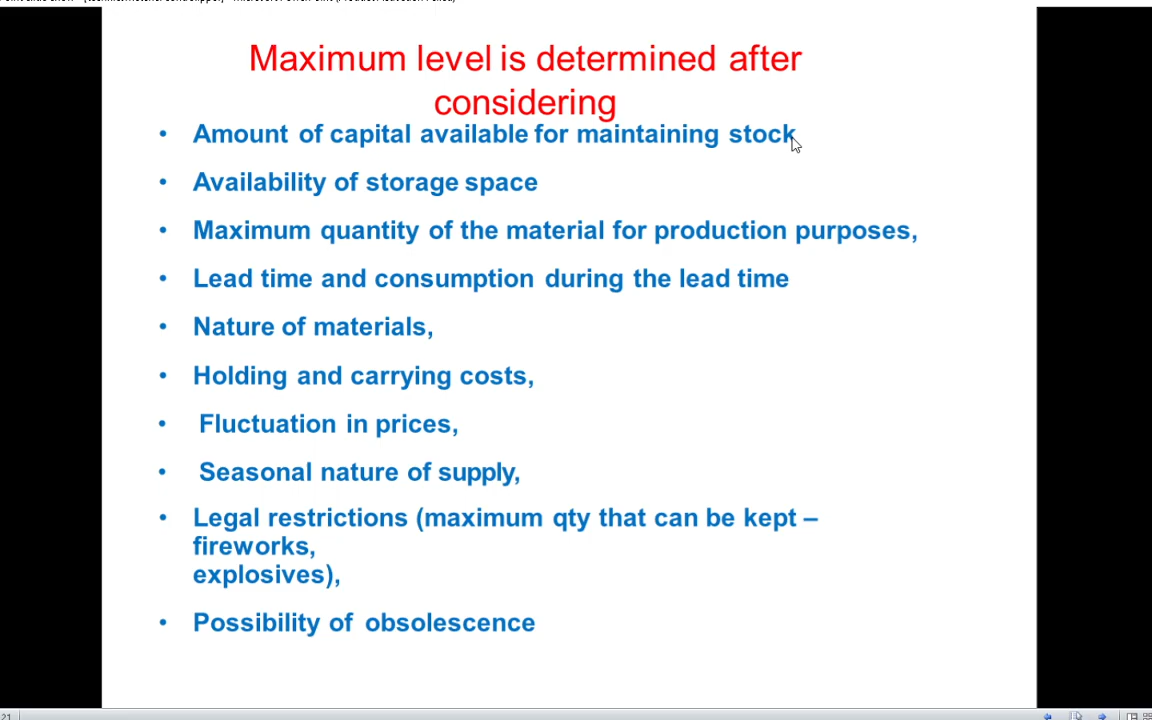 Maximum level is determined after
considering
• Amount of capital available for maintaining stock
• Availability of storage space
• Maximum quantity of the material for production purposes,
• Lead time and consumption during the lead time
• Nature of materials,
• Holding and carrying costs,
• Fluctuation in prices,
• Seasonal nature of supply,
• Legal restrictions (maximum qty that can be kept –
fireworks,
explosives),
• Possibility of obsolescence
21